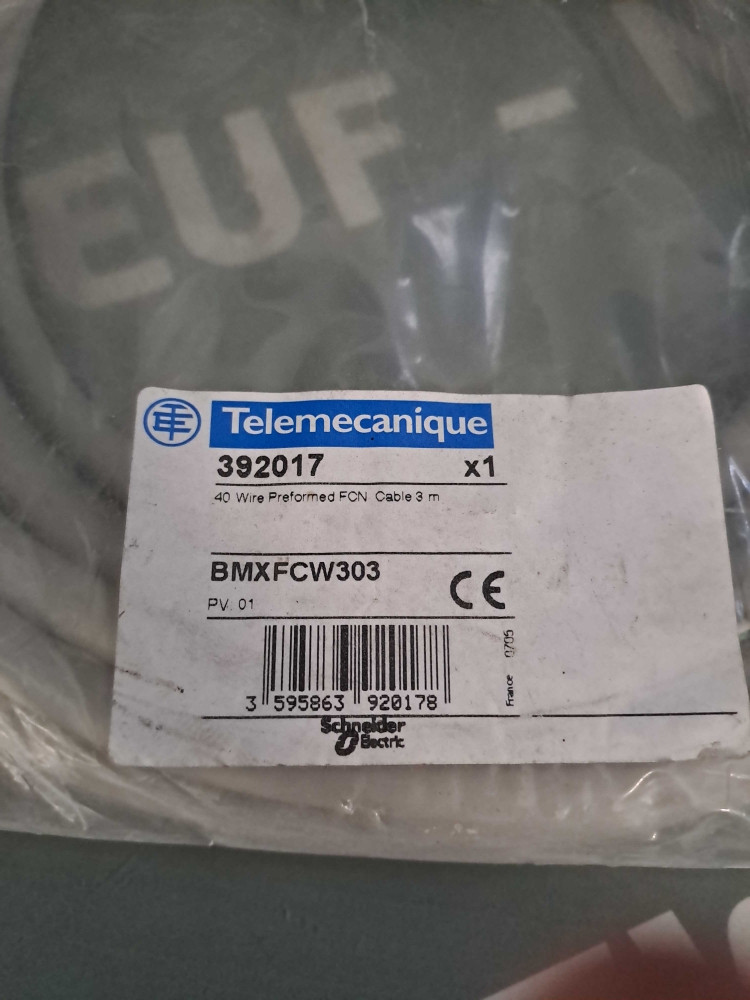 EUF -
Telemecanique
392017 x1
40 Wire Preformed FCN Cable 3 m
BMXFCW303
PV. 01
CE
3 595863 920178
France 0705
Schneider
Electric